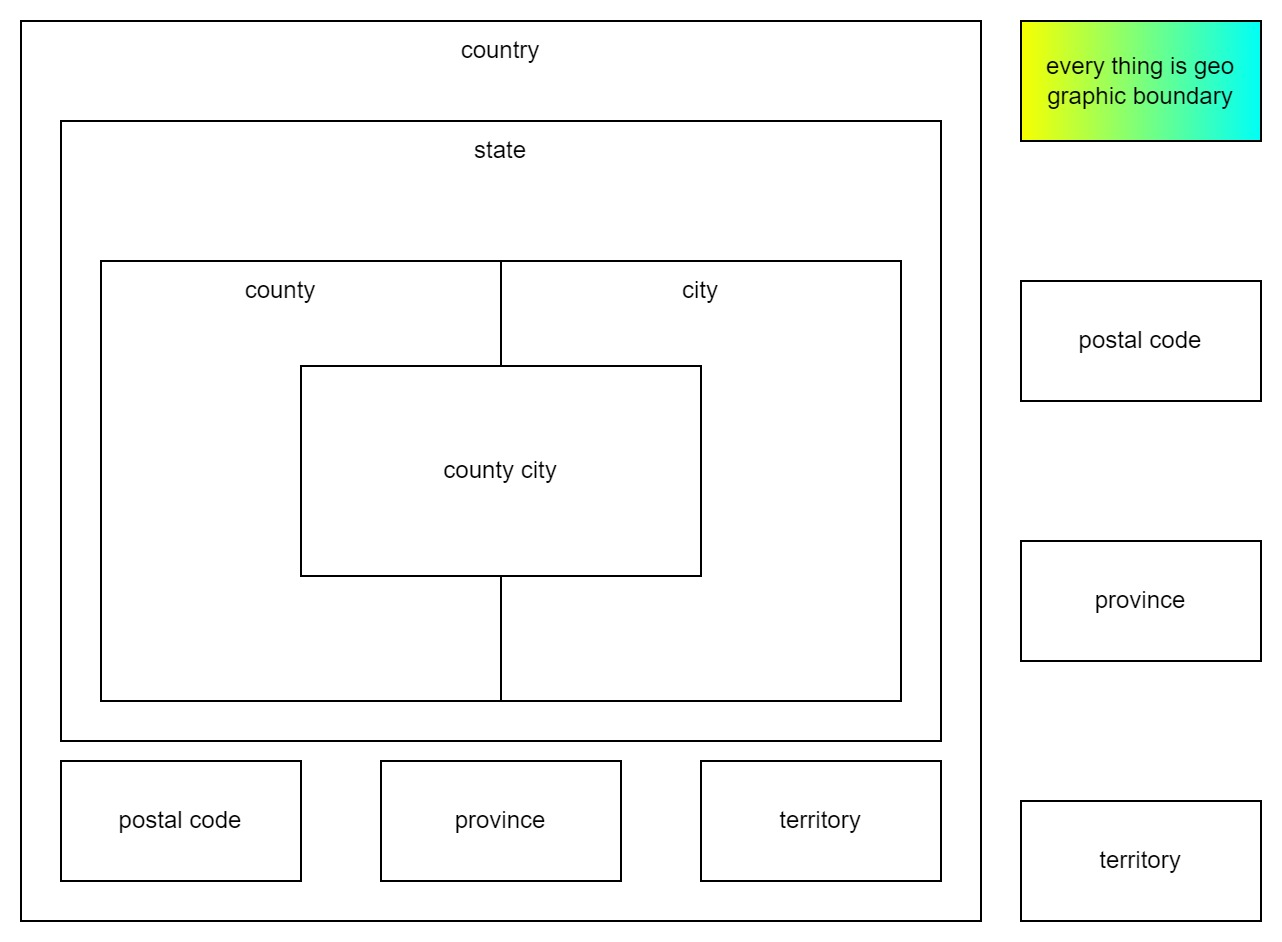 country
every thing is geo
graphic boundary
state
county
city
postal code
county city
province
postal code
province
territory
territory